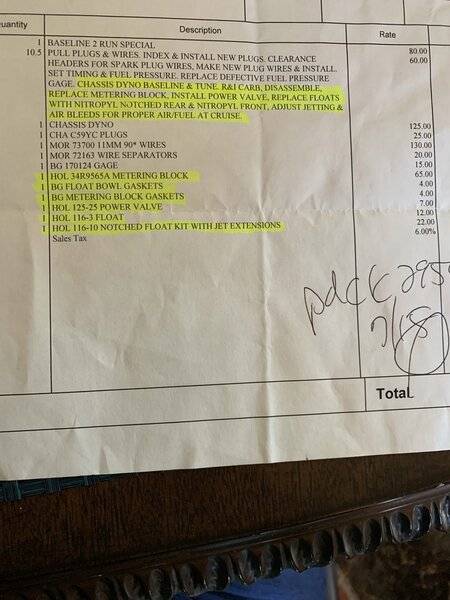 uantity Description Rate
1 BASELINE 2 RUN SPECIAL 80.00
10.5 PULL PLUGS & WIRES. INDEX & INSTALL NEW PLUGS. CLEARANCE 60.00
HEADERS FOR SPARK PLUG WIRES, MAKE NEW PLUG WIRES & INSTALL.
SET TIMING & FUEL PRESSURE. REPLACE DEFECTIVE FUEL PRESSURE
GAGE. CHASSIS DYNO BASELINE & TUNE. R&I CARB, DISASSEMBLE,
REPLACE METERING BLOCK, INSTALL POWER VALVE, REPLACE FLOATS
WITH NITROPYL NOTCHED REAR & NITROPYL FRONT, ADJUST JETTING &
AIR BLEEDS FOR PROPER AIR/FUEL AT CRUISE.
1 CHASSIS DYNO 125.00
1 CHA C59YC PLUGS 25.00
1 MOR 73700 11MM 90* WIRES 130.00
1 MOR 72163 WIRE SEPARATORS 20.00
1 BG 170124 GAGE 15.00
1 HOL 34R9565A METERING BLOCK 65.00
1 BG FLOAT BOWL GASKETS 4.00
1 BG METERING BLOCK GASKETS 4.00
1 HOL 125-25 POWER VALVE 7.00
1 HOL 116-3 FLOAT 12.00
1 HOL 116-10 NOTCHED FLOAT KIT WITH JET EXTENSIONS 22.00
Sales Tax 6.00%
pd CK
Total